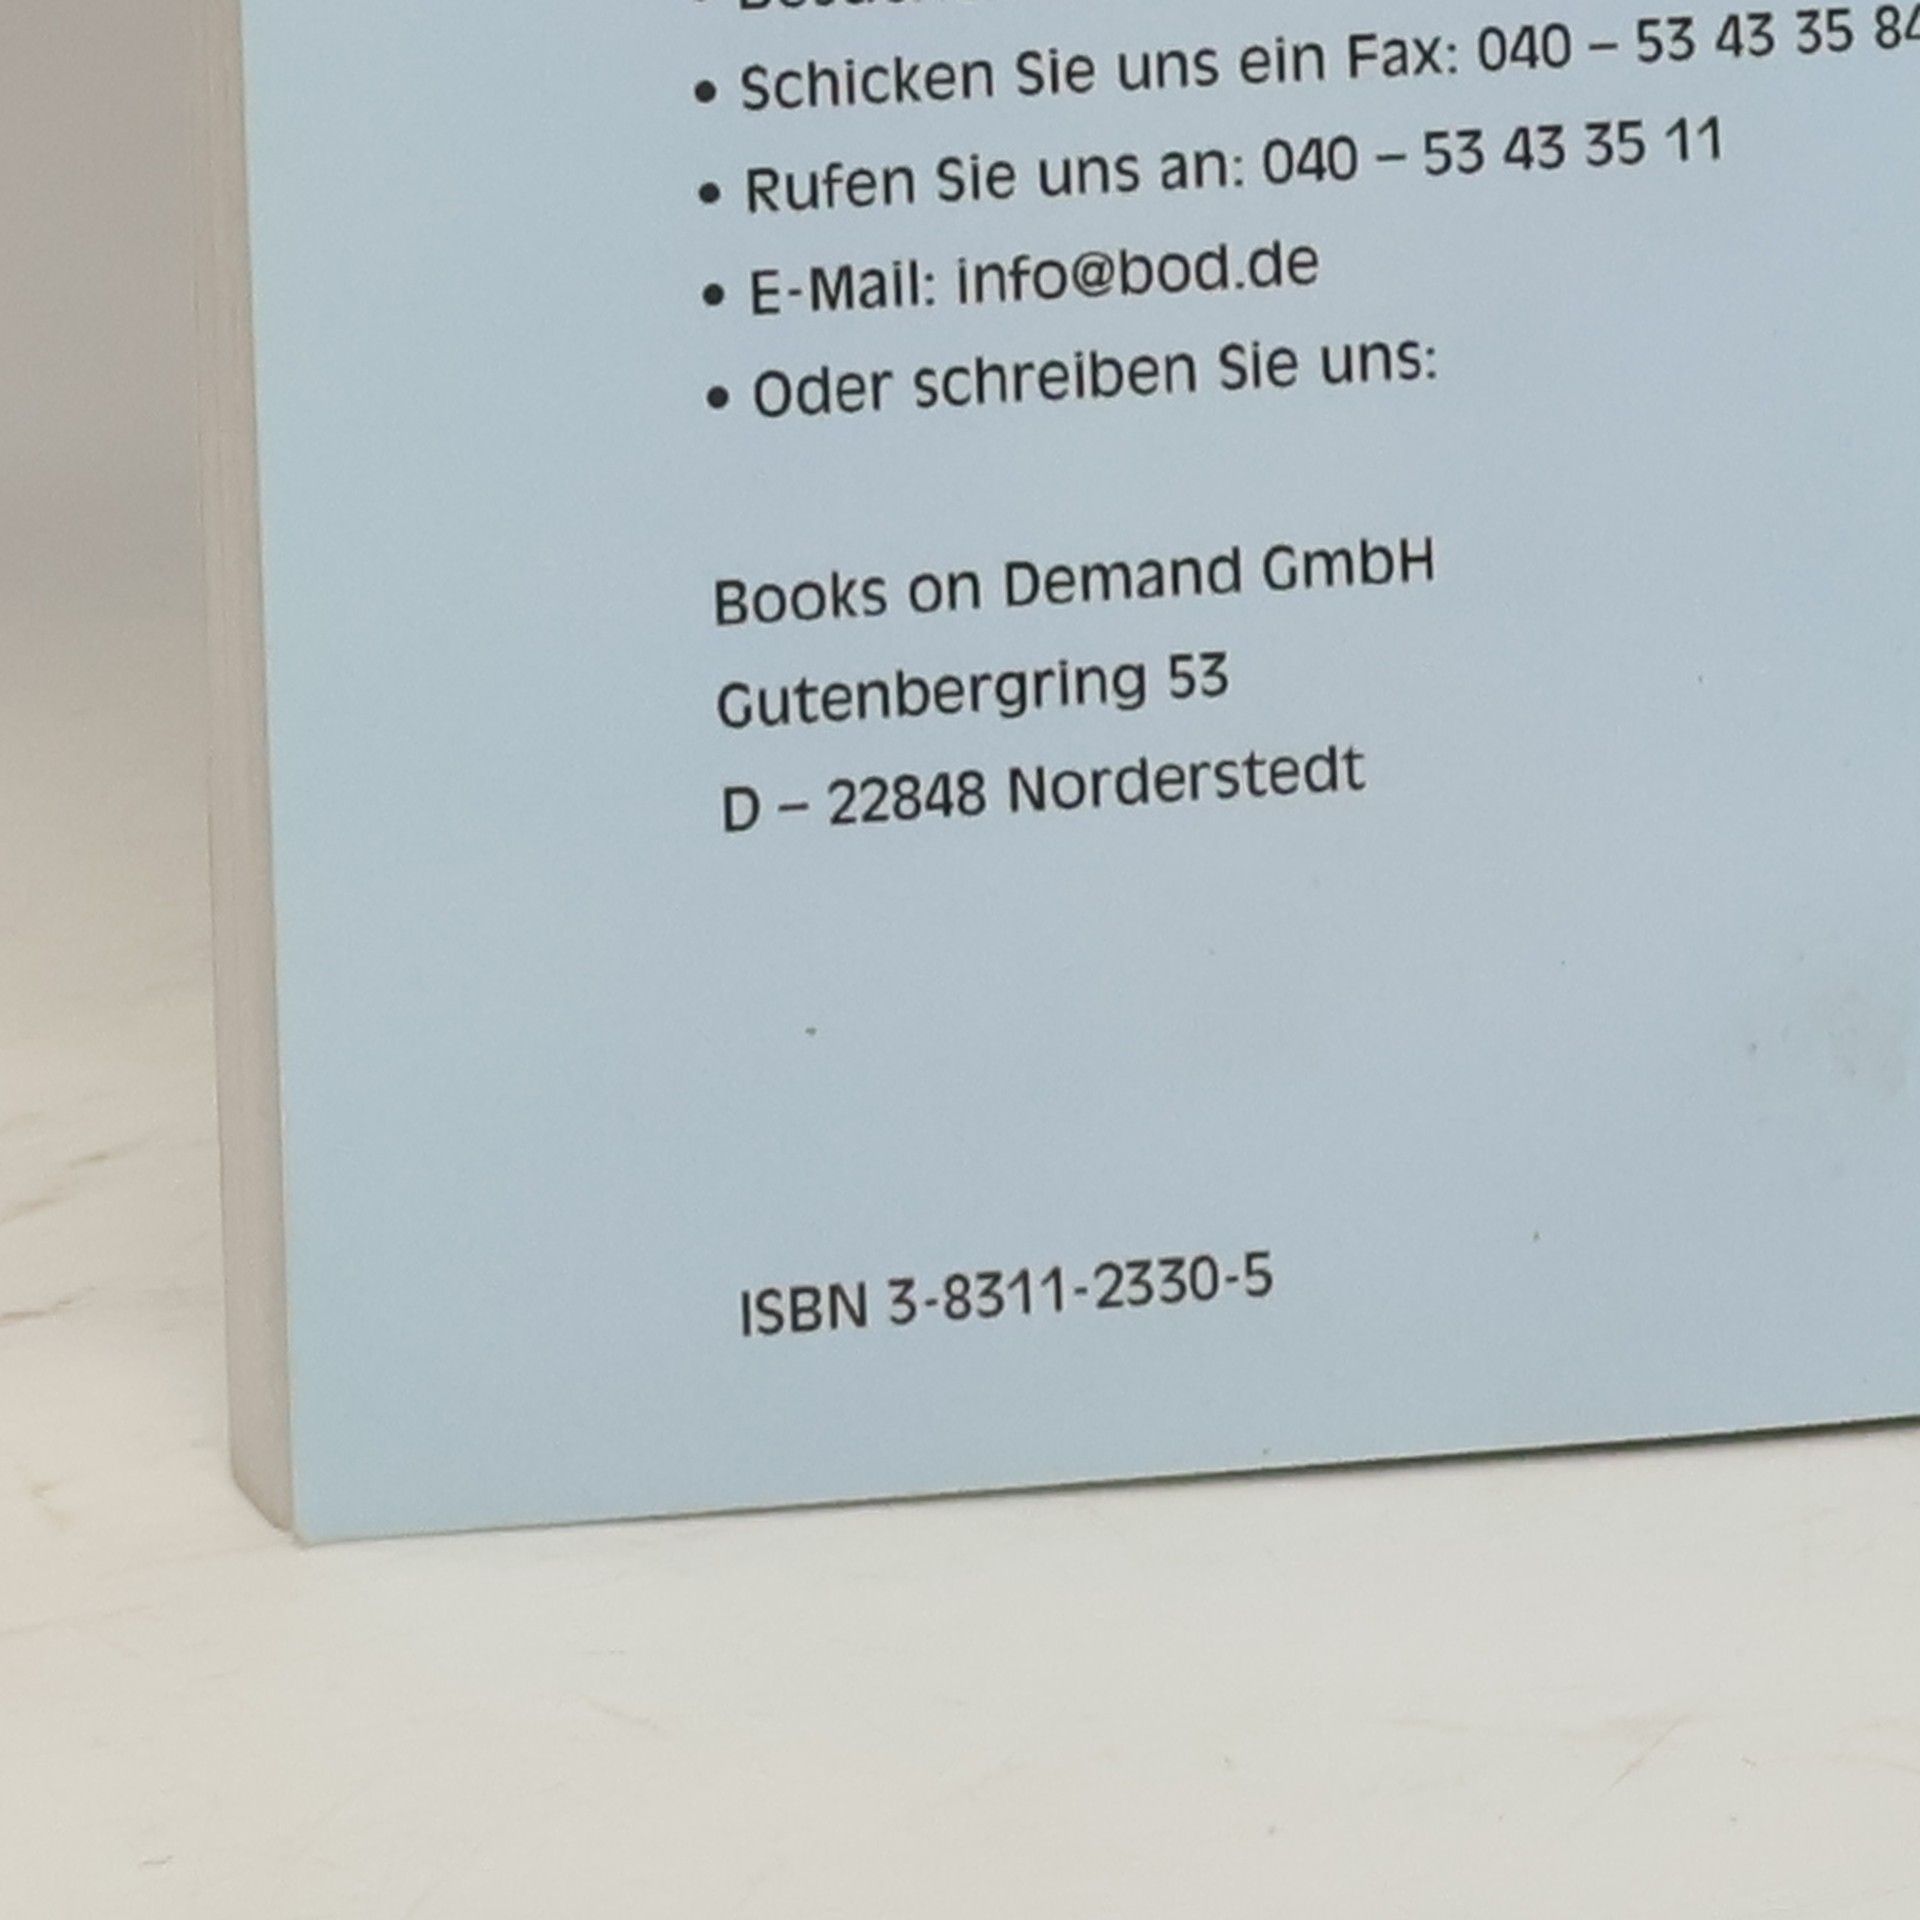 • Schicken Sie uns ein Fax: 040 – 53 43 35 84
• Rufen Sie uns an: 040 – 53 43 35 11
• E-Mail: info@bod.de
• Oder schreiben Sie uns:
Books on Demand GmbH
Gutenbergring 53
D – 22848 Norderstedt
ISBN 3-8311-2330-5